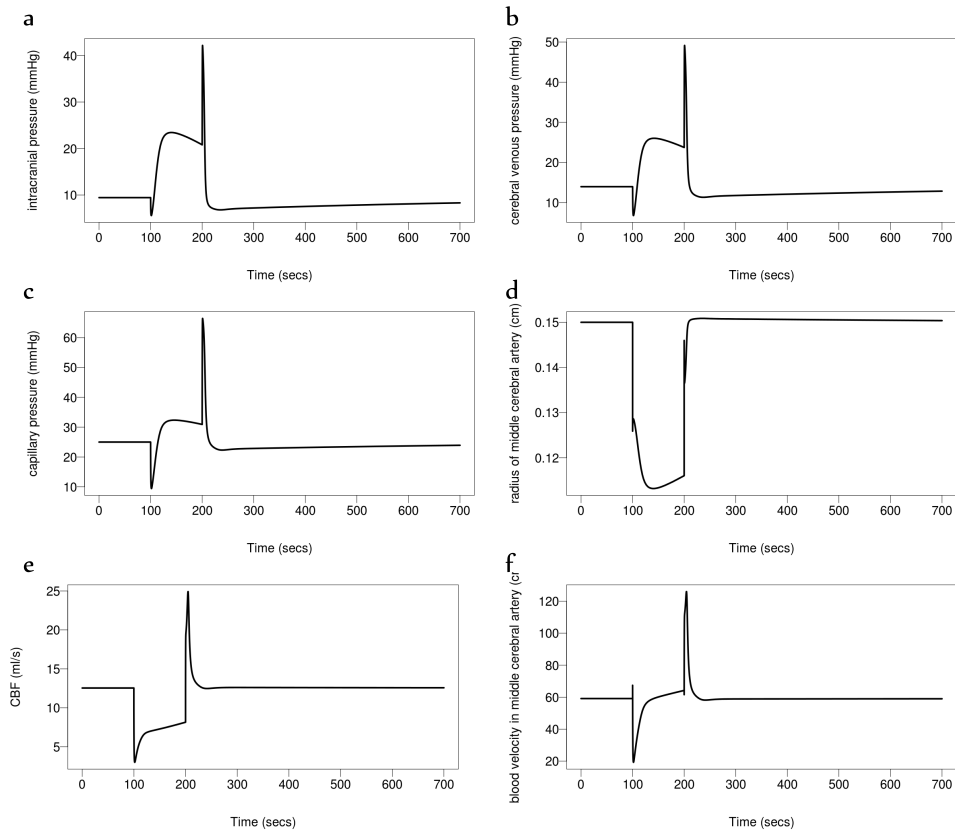 a
intracranial pressure (mmHg)
40
30
20
10
0 100 200 300 400 500 600 700
Time (secs)
b
cerebral venous pressure (mmHg)
50
40
30
20
10
0 100 200 300 400 500 600 700
Time (secs)
c
capillary pressure (mmHg)
60
50
40
30
20
10
0 100 200 300 400 500 600 700
Time (secs)
d
radius of middle cerebral artery (cm)
0.15
0.14
0.13
0.12
0 100 200 300 400 500 600 700
Time (secs)
e
CBF (ml/s)
25
20
15
10
5
0 100 200 300 400 500 600 700
Time (secs)
f
blood velocity in middle cerebral artery (cr
120
100
80
60
40
20
0 100 200 300 400 500 600 700
Time (secs)